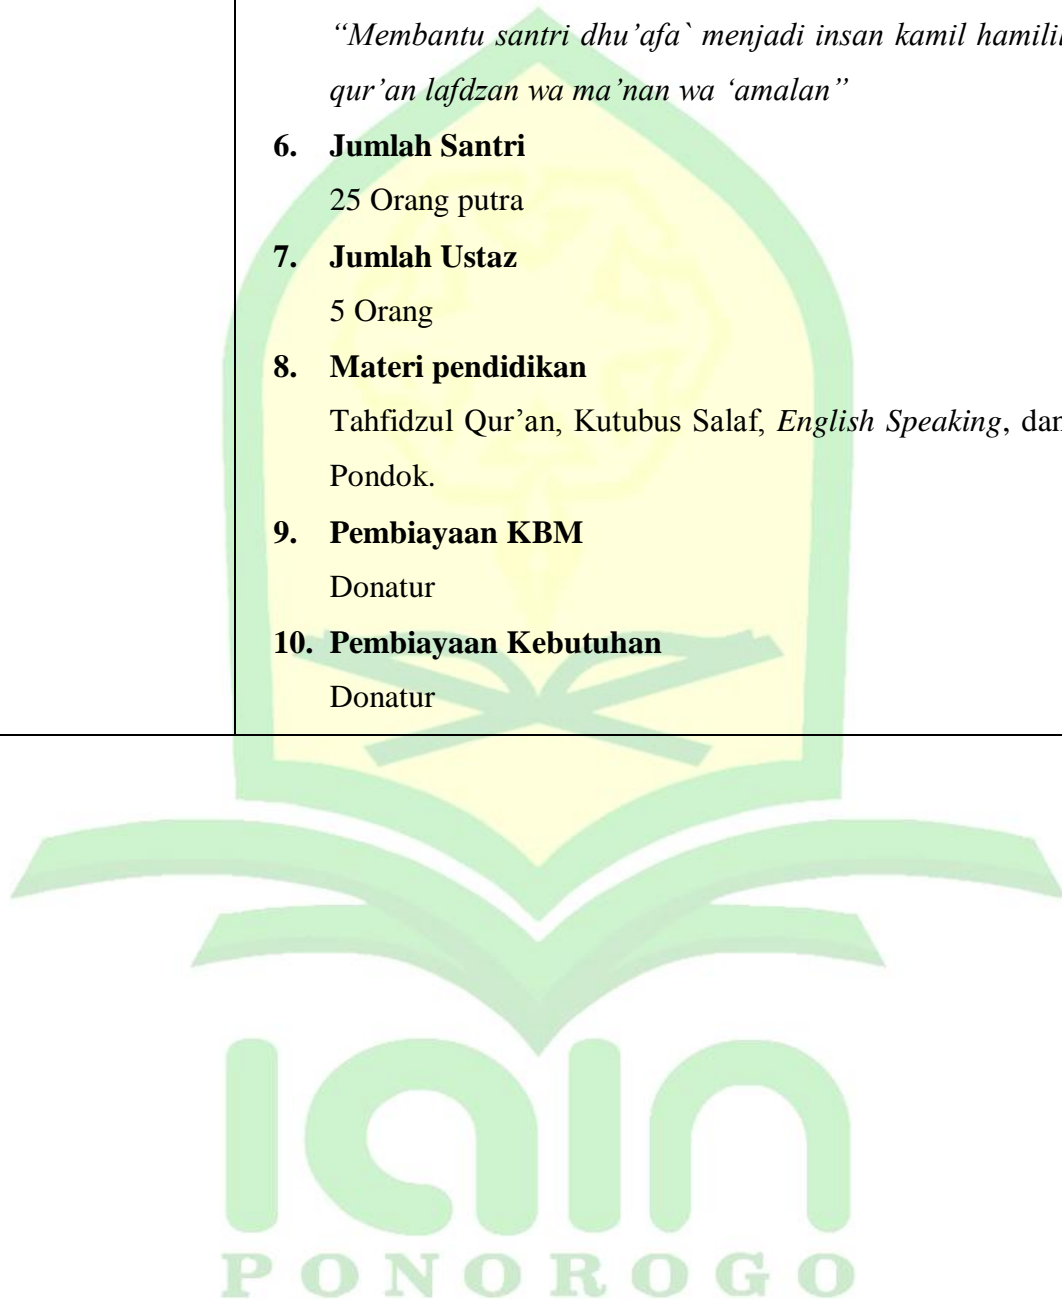 “Membantu santri dhu’afa` menjadi insan kamil
qur’an lafdzan wa ma’nan wa ‘amalan”
6. Jumlah Santri
25 Orang putra
7. Jumlah Ustaz
5 Orang
8. Materi pendidikan
Tahfidzul Qur’an, Kutubus Salaf, English Speaking,
Pondok.
9. Pembiayaan KBM
Donatur
10. Pembiayaan Kebutuhan
Donatur
iain
PONOROGO